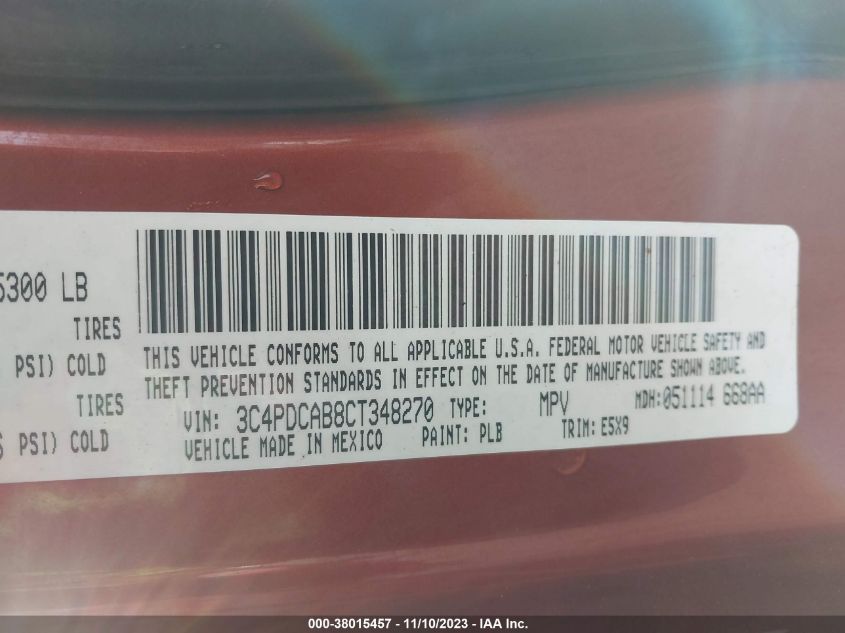 5300 LB
TIRES
PSI) COLD
TIRES
PSI) COLD
THIS VEHICLE CONFORMS TO ALL APPLICABLE U.S.A. FEDERAL MOTOR VEHICLE SAFETY AND
THEFT PREVENTION STANDARDS IN EFFECT ON THE DATE OF MANUFACTURE SHOWN ABOVE.
VIN: 3C4PDCAB8CT348270 TYPE: MPV MDH:051114 668AA
VEHICLE MADE IN MEXICO PAINT: PLB TRIM: E5X9
000-38015457 - 11/10/2023 - IAA Inc.